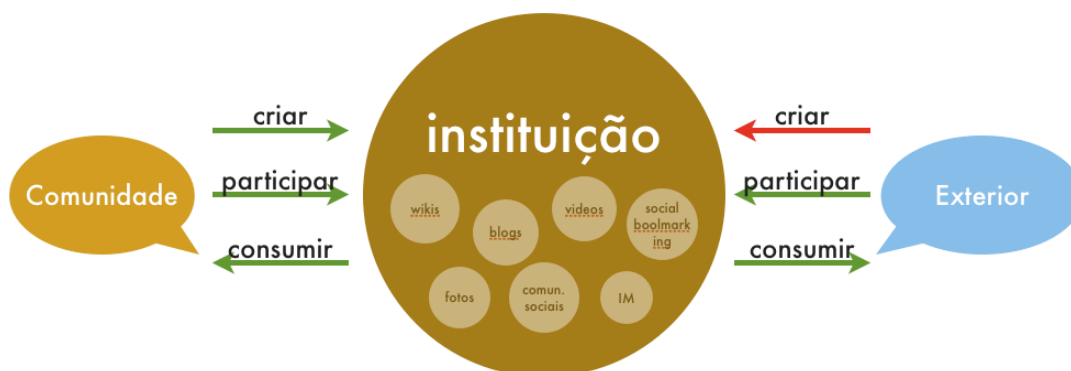 criar
criar
instituição
Comunidade
participar
participar
Exterior
wikis
blogs
videos
social
boolmark
ing
consumir
consumir
fotos
comun.
sociais
IM